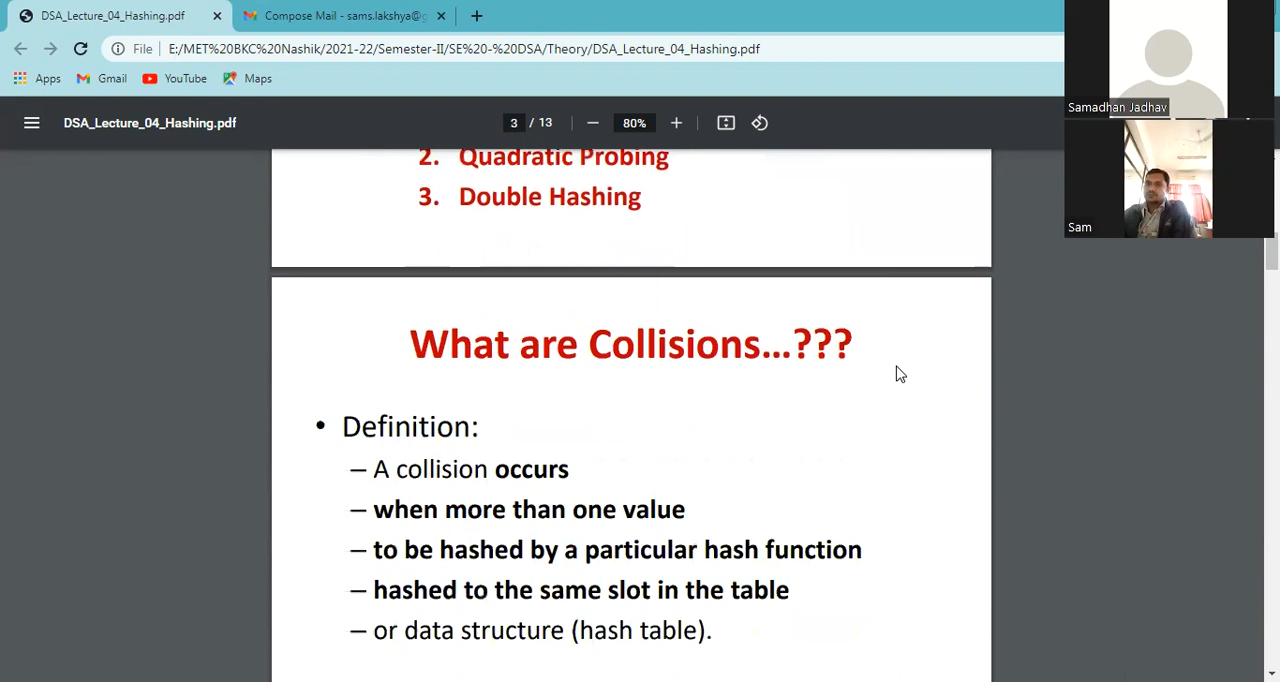 DSA_Lecture_04_Hashing.pdf
Compose Mail - sams.lakshya@g
File
E:/MET%20BKC%20Nashik/2021-22/Semester-II/SE%20-%20DSA/Theory/DSA_Lecture_04_Hashing.pdf
Apps
Gmail
YouTube
Maps
Samadhan Jadhav
DSA_Lecture_04_Hashing.pdf
3 / 13
80%
2. Quadratic Probing
3. Double Hashing
Sam
What are Collisions...???
• Definition:
– A collision occurs
– when more than one value
– to be hashed by a particular hash function
– hashed to the same slot in the table
– or data structure (hash table).